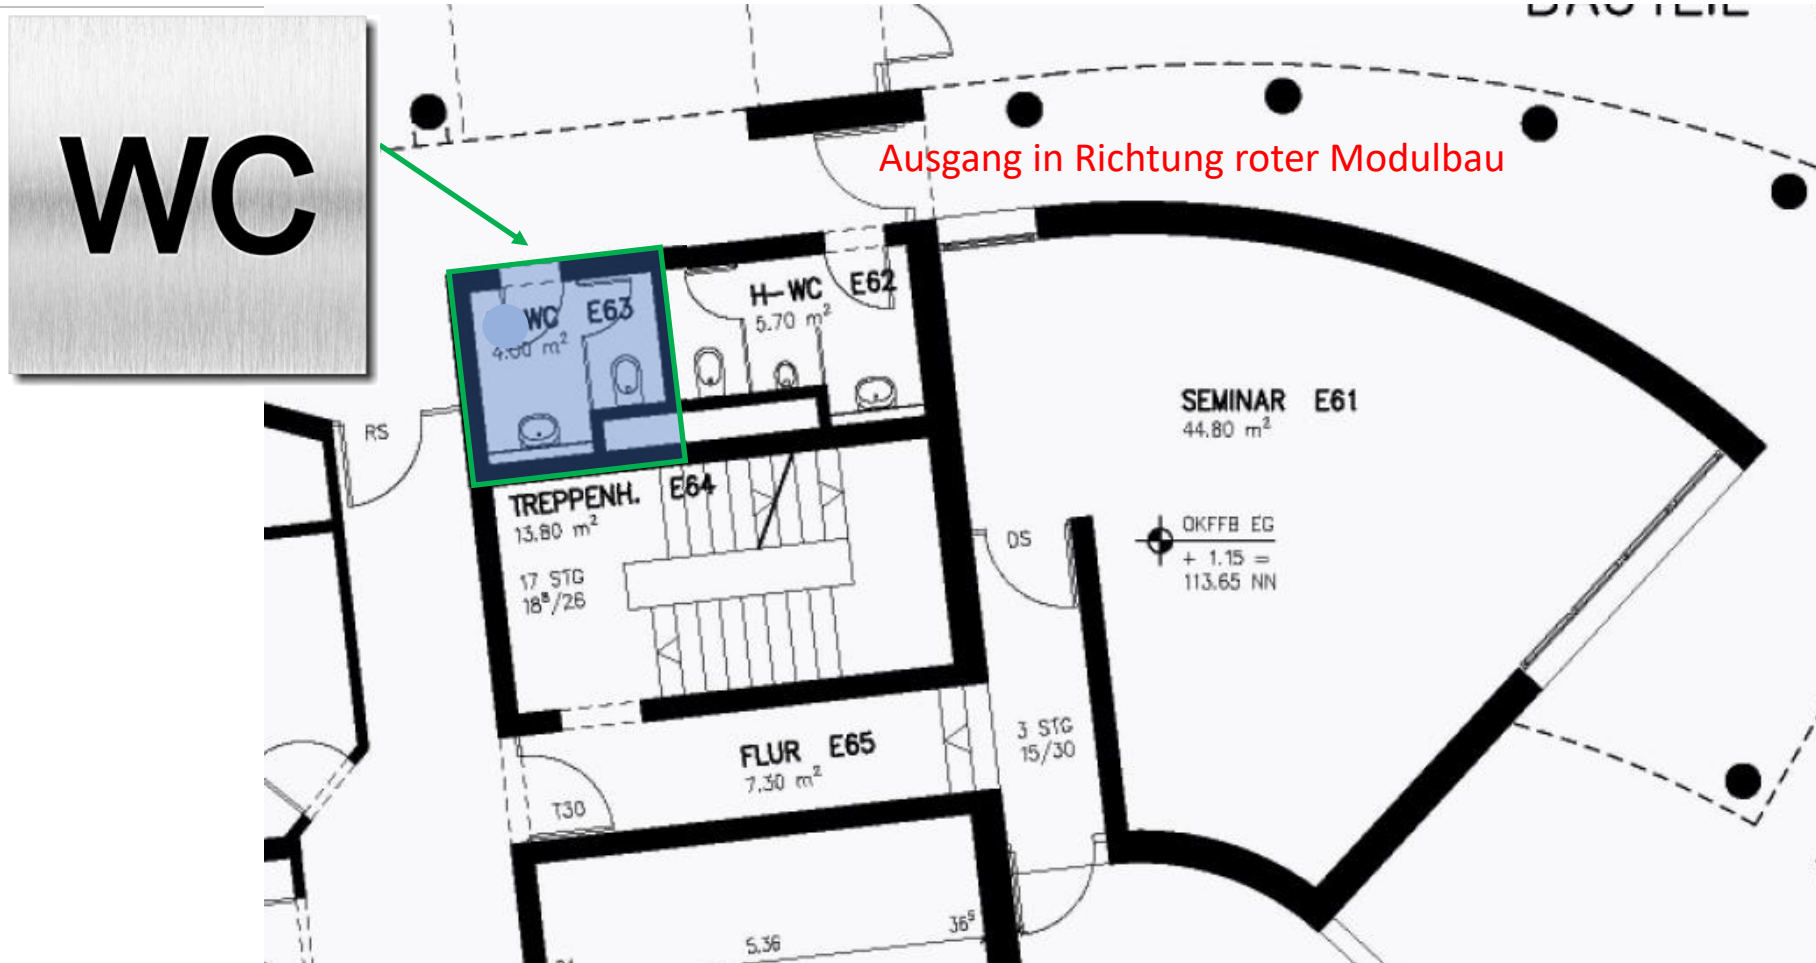 WC
Ausgang in Richtung roter Modulbau
WC E63
m²
H-WC E62
5.70 m²
SEMINAR E61
44.80 m²
RS
TREPPENH. E64
13.80 m²
17 STG
18⁸/26
DS
OKFFB EG
+ 1.15 =
113.65 NN
3 STG
15/30
FLUR E65
7.30 m²
T30
5.36
36⁵